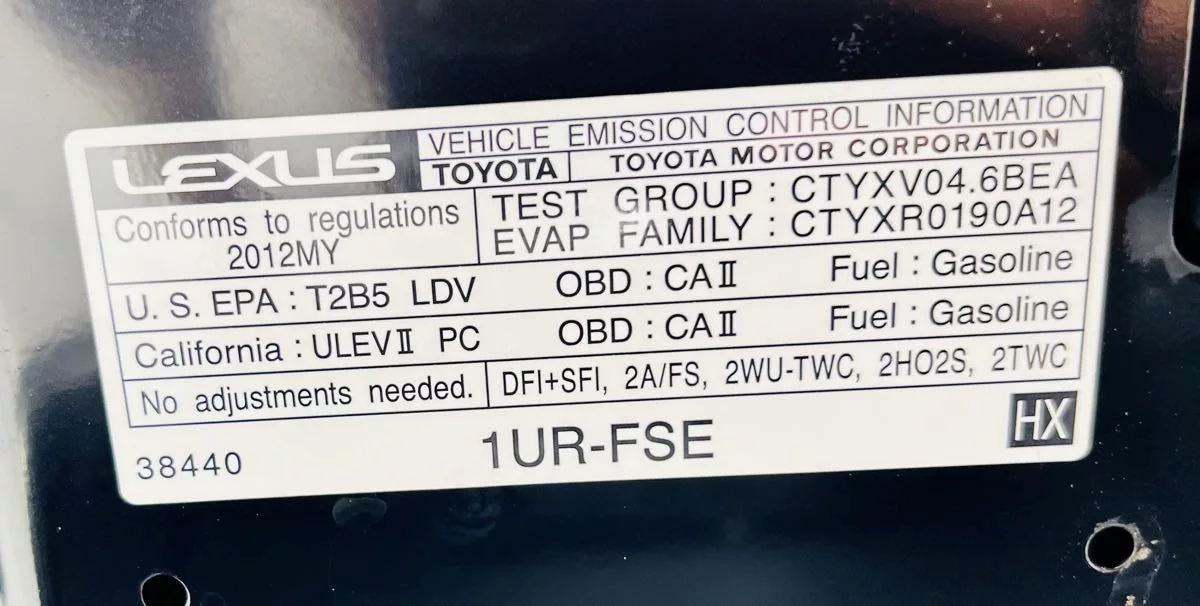 LEXUS
VEHICLE EMISSION CONTROL INFORMATION
TOYOTA TOYOTA MOTOR CORPORATION
Conforms to regulations
2012MY
TEST GROUP : CTYXV04.6BEA
EVAP FAMILY : CTYXR0190A12
U. S. EPA : T2B5 LDV OBD : CAⅡ Fuel : Gasoline
California : ULEVⅡ PC OBD : CAⅡ Fuel : Gasoline
No adjustments needed. DFI+SFI, 2A/FS, 2WU-TWC, 2HO2S, 2TWC
38440 1UR-FSE HX